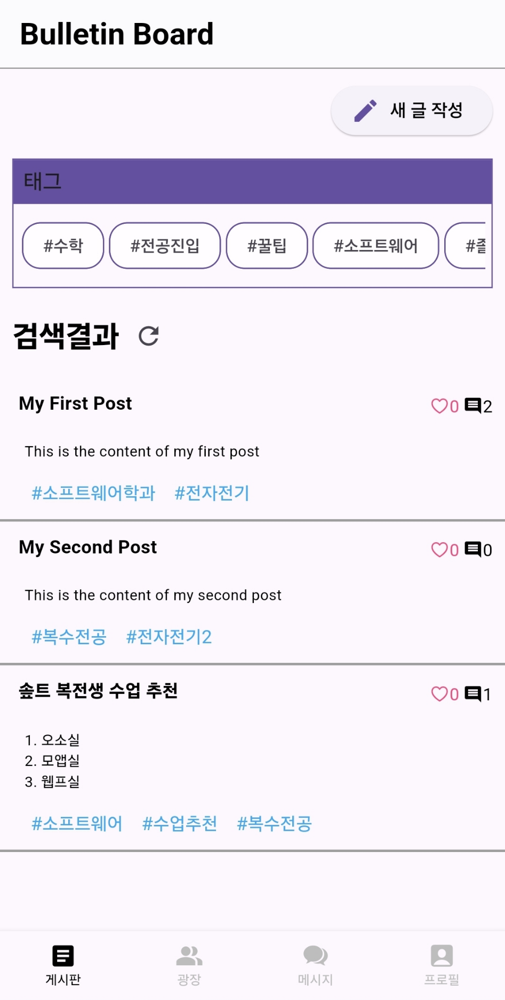 Bulletin Board
새 글 작성
태그
#수학 #전공진입 #꿀팁 #소프트웨어
검색결과
My First Post 0 2
This is the content of my first post
#소프트웨어학과 #전자전기
My Second Post 0 0
This is the content of my second post
#복수전공 #전자전기2
솦트 복전생 수업 추천 0 1
1. 오소실
2. 모앱실
3. 웹프실
#소프트웨어 #수업추천 #복수전공
게시판 광장 메시지 프로필